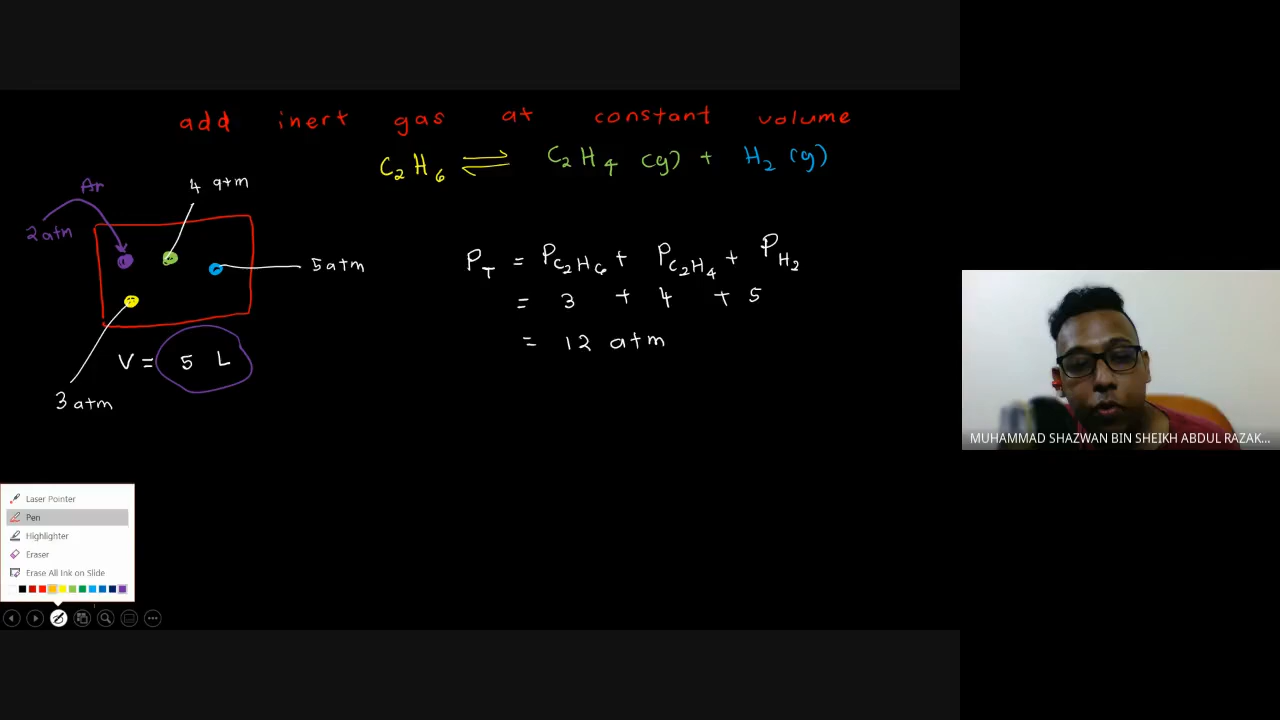 add inert gas at constant volume
C2H6 ⇌ C2H4 (g) + H2 (g)
Ar
4 atm
2 atm
5 atm
V = 5 L
3 atm
PT = PC2H6 + PC2H4 + PH2
= 3 + 4 + 5
= 12 atm
MUHAMMAD SHAZWAN BIN SHEIKH ABDUL RAZAK...
Laser Pointer
Pen
Highlighter
Eraser
Erase All Ink on Slide